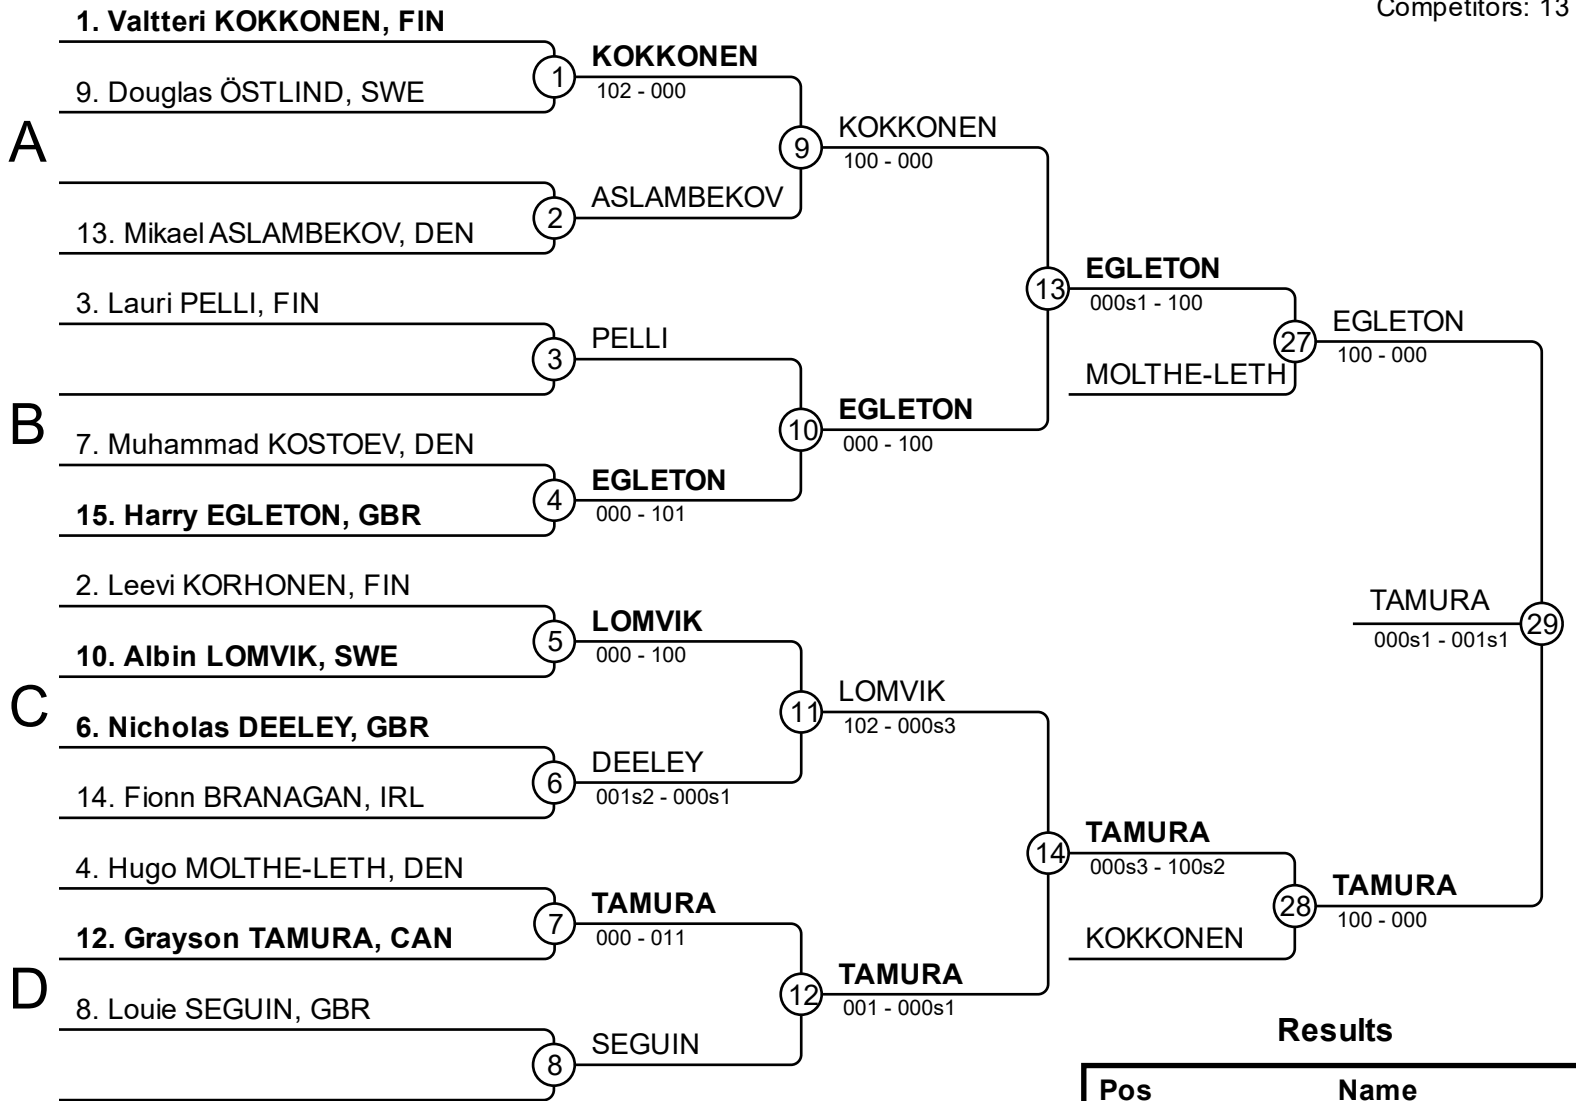 Competitors: 13
A
1. Valtteri KOKKONEN, FIN
9. Douglas ÖSTLIND, SWE
13. Mikael ASLAMBEKOV, DEN
B
3. Lauri PELLI, FIN
7. Muhammad KOSTOEV, DEN
15. Harry EGLETON, GBR
C
2. Leevi KORHONEN, FIN
10. Albin LOMVIK, SWE
6. Nicholas DEELEY, GBR
14. Fionn BRANAGAN, IRL
D
4. Hugo MOLTHE-LETH, DEN
12. Grayson TAMURA, CAN
8. Louie SEGUIN, GBR
1
KOKKONEN
102 - 000
2
ASLAMBEKOV
3
PELLI
4
EGLETON
000 - 101
5
LOMVIK
000 - 100
6
DEELEY
001s2 - 000s1
7
TAMURA
000 - 011
8
SEGUIN
9
KOKKONEN
100 - 000
10
EGLETON
000 - 100
11
LOMVIK
102 - 000s3
12
TAMURA
001 - 000s1
13
EGLETON
000s1 - 100
MOLTHE-LETH
14
TAMURA
000s3 - 100s2
KOKKONEN
27
EGLETON
100 - 000
28
TAMURA
100 - 000
TAMURA
000s1 - 001s1
29
Results
Pos Name